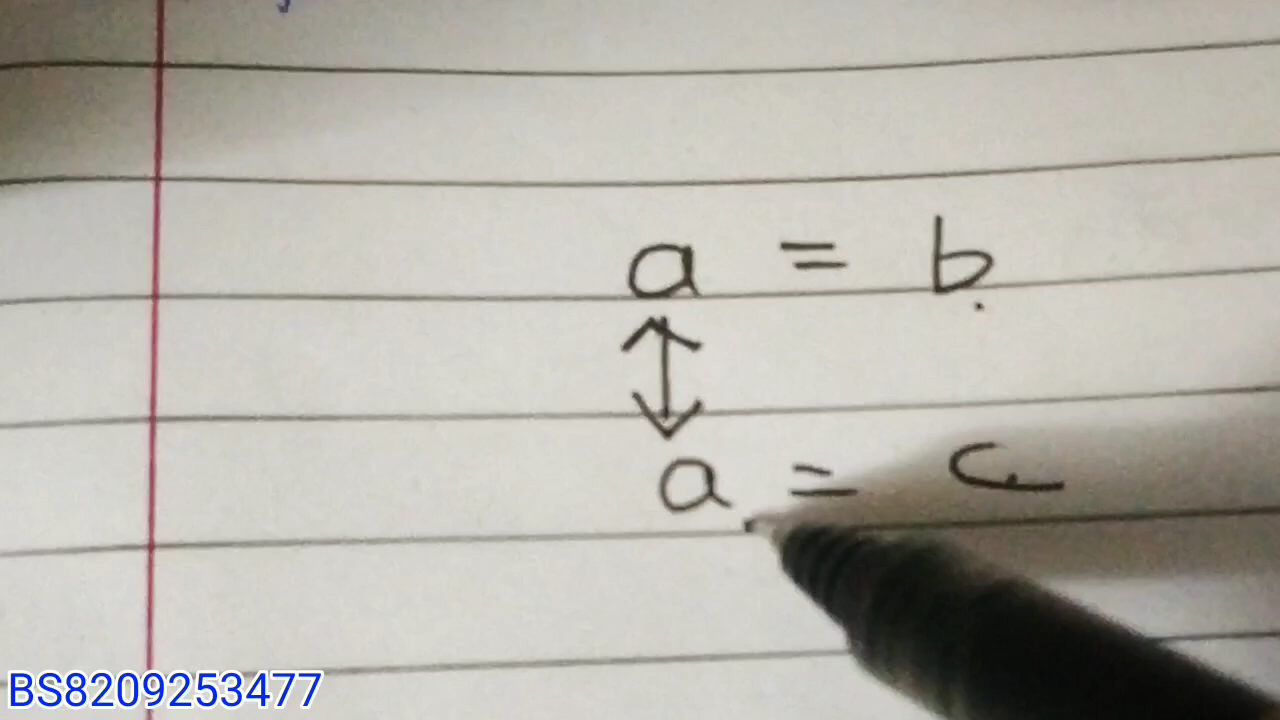 a = b
↕
a = c
BS8209253477